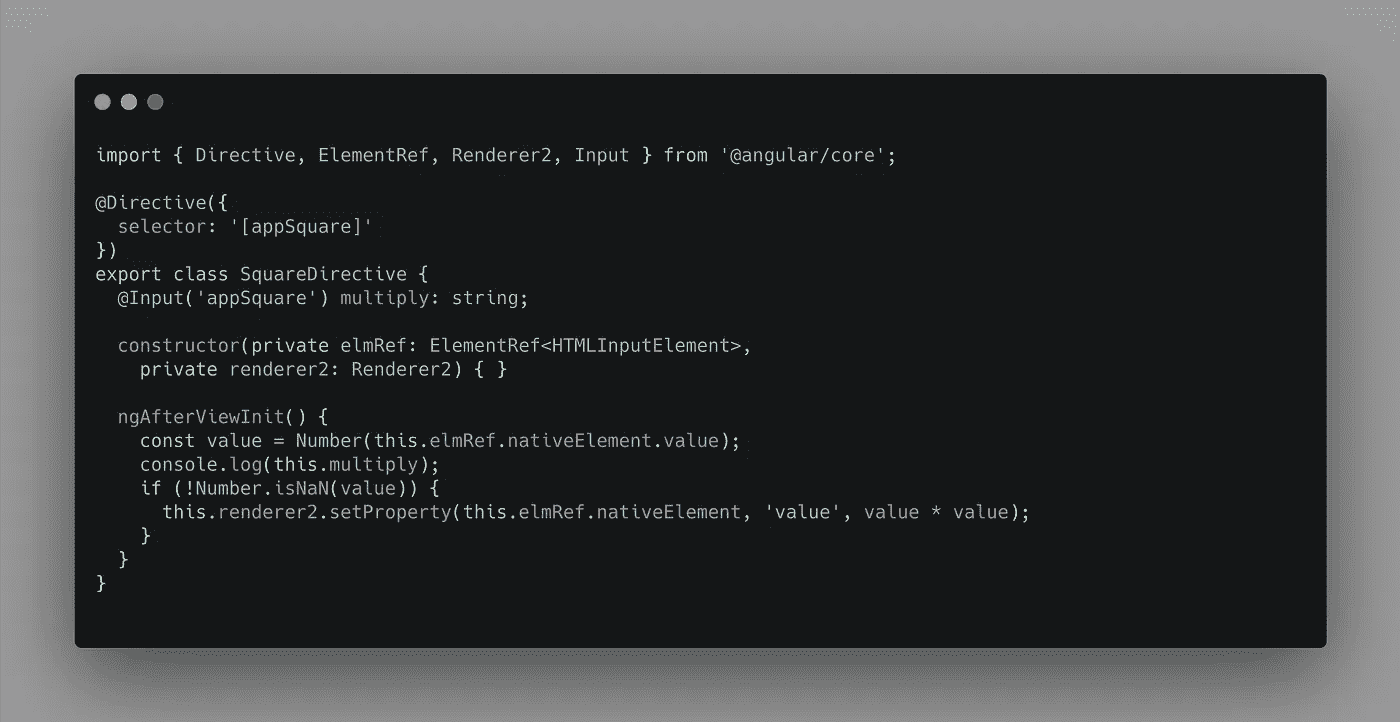 import { Directive, ElementRef, Renderer2, Input } from '@angular/core';

@Directive({
  selector: '[appSquare]'
})
export class SquareDirective {
  @Input('appSquare') multiply: string;

  constructor(private elmRef: ElementRef<HTMLInputElement>,
    private renderer2: Renderer2) { }

  ngAfterViewInit() {
    const value = Number(this.elmRef.nativeElement.value);
    console.log(this.multiply);
    if (!Number.isNaN(value)) {
      this.renderer2.setProperty(this.elmRef.nativeElement, 'value', value * value);
    }
  }
}